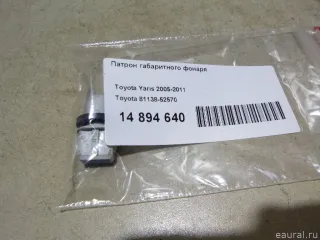 Патрон габаритного фонаря
Toyota Yaris 2005-2011
Toyota 81138-52570
14 894 640
eaural.ru